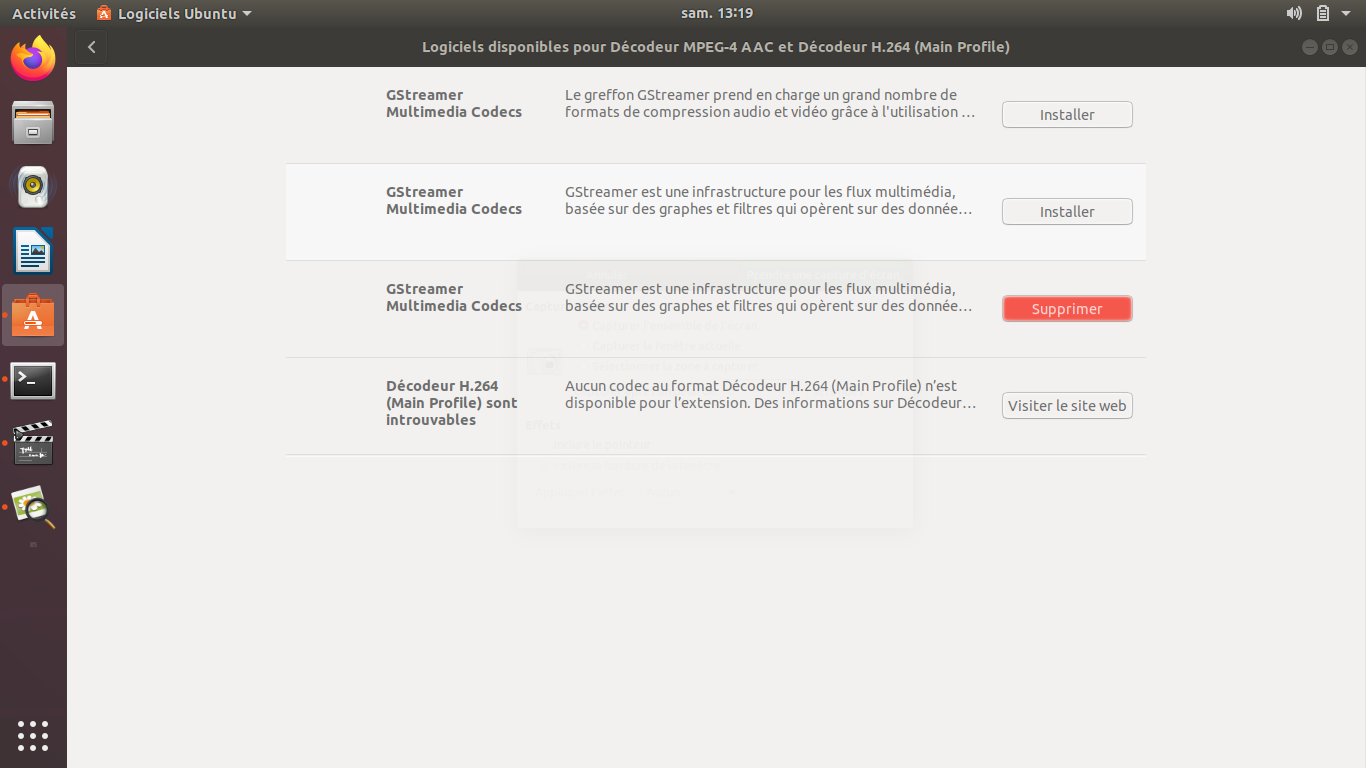 Activités
Logiciels Ubuntu
sam. 13:19
Logiciels disponibles pour Décodeur MPEG-4 AAC et Décodeur H.264 (Main Profile)
GStreamer
Multimedia Codecs
Le greffon GStreamer prend en charge un grand nombre de
formats de compression audio et vidéo grâce à l'utilisation …
Installer
GStreamer
Multimedia Codecs
GStreamer est une infrastructure pour les flux multimédia,
basée sur des graphes et filtres qui opèrent sur des donnée…
Installer
GStreamer
Multimedia Codecs
GStreamer est une infrastructure pour les flux multimédia,
basée sur des graphes et filtres qui opèrent sur des donnée…
Supprimer
Décodeur H.264
(Main Profile) sont
introuvables
Aucun codec au format Décodeur H.264 (Main Profile) n’est
disponible pour l’extension. Des informations sur Décodeur…
Visiter le site web
Effets